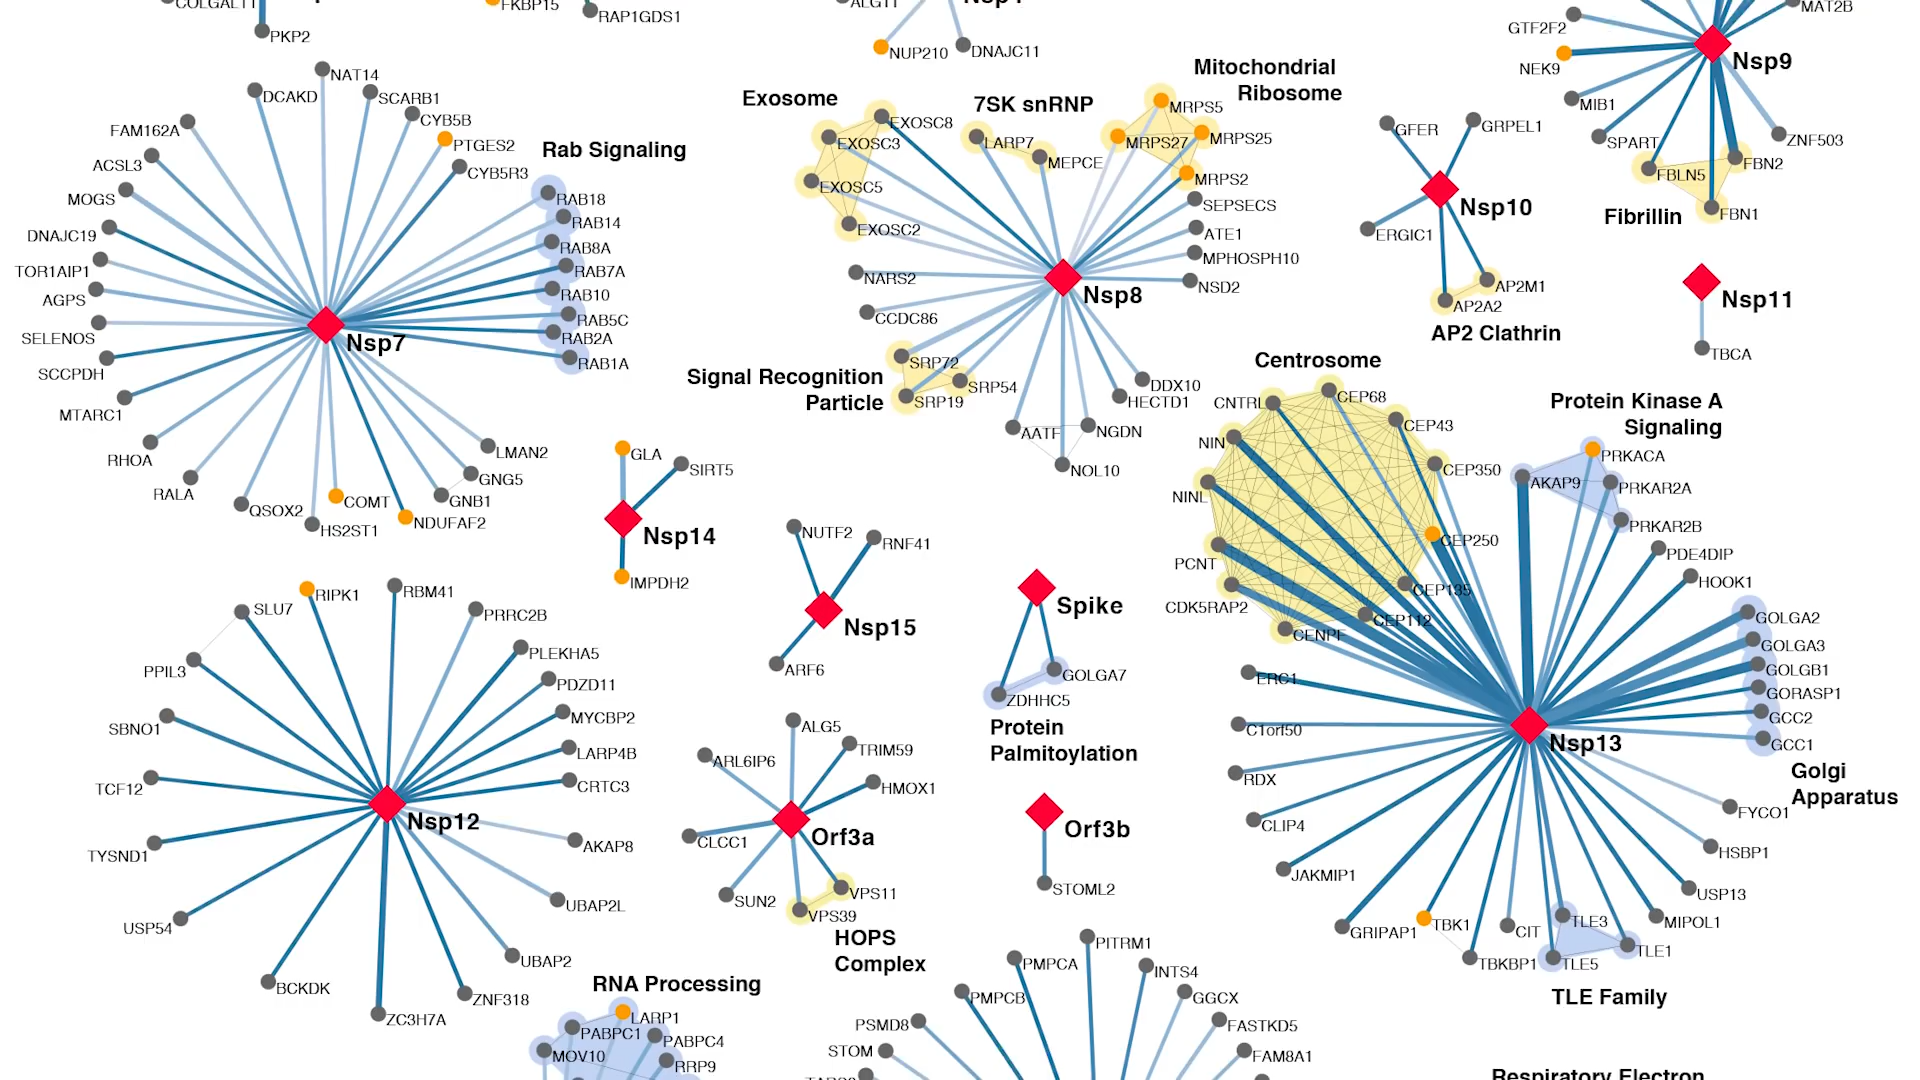 PKP2
FKBP15
RAP1GDS1
NUP210
DNAJC11
MAT2B
GTF2F2
NEK9
Nsp9
MIB1
SPART
ZNF503
FBLN5
FBN2
FBN1
Fibrillin
NAT14
DCAKD
SCARB1
CYB5B
FAM162A
PTGES2
ACSL3
CYB5R3
MOGS
DNAJC19
TOR1AIP1
AGPS
SELENOS
SCCPDH
MTARC1
RHOA
RALA
QSOX2
HS2ST1
COMT
NDUFAF2
GNB1
GNG5
LMAN2
Nsp7
Rab Signaling
RAB18
RAB14
RAB8A
RAB7A
RAB10
RAB5C
RAB2A
RAB1A
Exosome
EXOSC8
EXOSC3
EXOSC5
EXOSC2
7SK snRNP
LARP7
MEPCE
Mitochondrial
Ribosome
MRPS5
MRPS27
MRPS25
MRPS2
SEPSECS
ATE1
MPHOSPH10
NSD2
Nsp8
NARS2
CCDC86
Signal Recognition
Particle
SRP72
SRP54
SRP19
AATF
NGDN
NOL10
HECTD1
DDX10
GFER
GRPEL1
Nsp10
ERGIC1
AP2M1
AP2A2
AP2 Clathrin
Nsp11
TBCA
Centrosome
CNTRL
CEP68
CEP43
NIN
CEP350
NINL
CEP250
PCNT
CEP135
CDK5RAP2
CEP112
CENPF
Protein Kinase A
Signaling
PRKACA
AKAP9
PRKAR2A
PRKAR2B
PDE4DIP
HOOK1
GOLGA2
GOLGA3
GOLGB1
GORASP1
GCC2
GCC1
Golgi
Apparatus
Nsp13
ERC1
C1orf50
RDX
CLIP4
JAKMIP1
GRIPAP1
TBK1
TBKBP1
CIT
TLE3
TLE5
TLE1
TLE Family
MIPOL1
USP13
HSBP1
FYCO1
GLA
SIRT5
Nsp14
IMPDH2
NUTF2
RNF41
Nsp15
ARF6
Spike
GOLGA7
ZDHHC5
Protein
Palmitoylation
Orf3b
STOML2
ALG5
TRIM59
ARL6IP6
HMOX1
CLCC1
Orf3a
SUN2
VPS11
VPS39
HOPS
Complex
RIPK1
RBM41
SLU7
PRRC2B
PPIL3
PLEKHA5
PDZD11
MYCBP2
SBNO1
LARP4B
CRTC3
TCF12
Nsp12
AKAP8
TYSND1
UBAP2L
USP54
UBAP2
BCKDK
ZNF318
ZC3H7A
RNA Processing
LARP1
PABPC1
PABPC4
MOV10
RRP9
PITRM1
PMPCA
INTS4
PMPCB
GGCX
PSMD8
FASTKD5
STOM
FAM8A1
Respiratory Electron